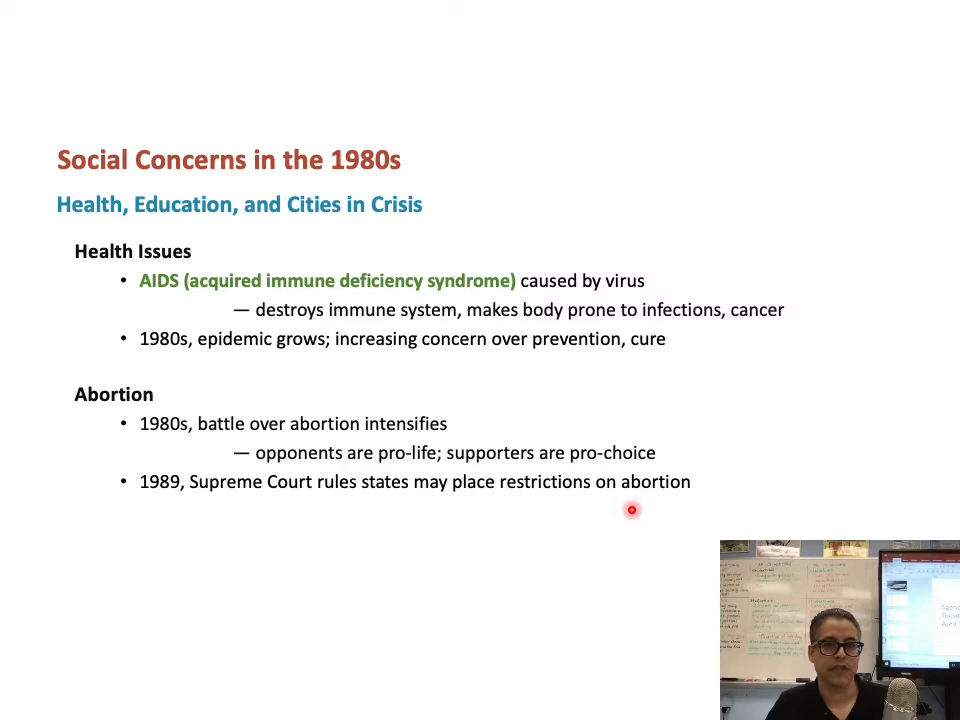 Social Concerns in the 1980s
Health, Education, and Cities in Crisis
Health Issues
• AIDS (acquired immune deficiency syndrome) caused by virus
— destroys immune system, makes body prone to infections, cancer
• 1980s, epidemic grows; increasing concern over prevention, cure
Abortion
• 1980s, battle over abortion intensifies
— opponents are pro-life; supporters are pro-choice
• 1989, Supreme Court rules states may place restrictions on abortion